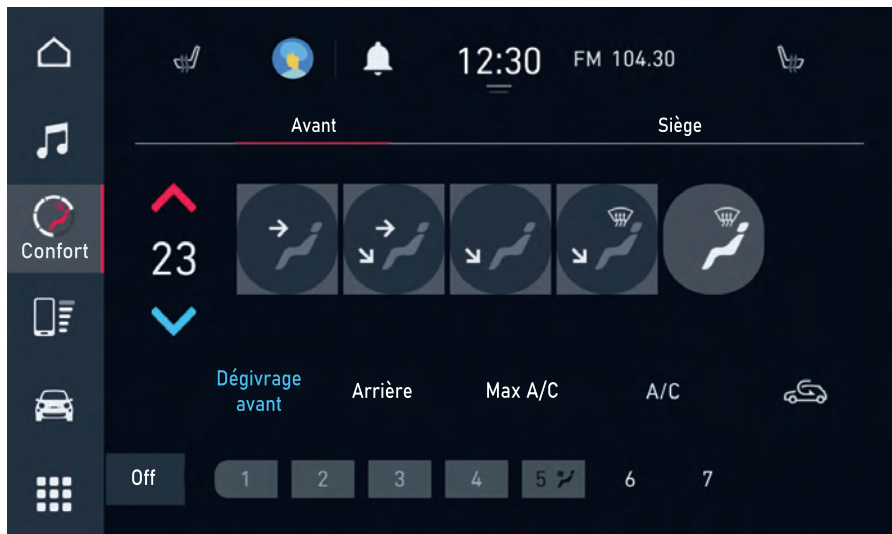 12:30
FM 104.30
Avant
Siège
Confort
23
Dégivrage
avant
Arrière
Max A/C
A/C
Off
1
2
3
4
5
6
7